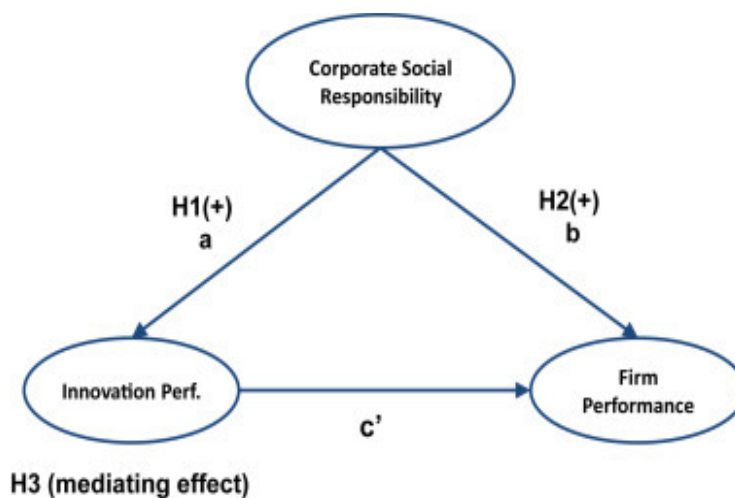 Corporate Social
Responsibility
H1(+)
a
H2(+)
b
Innovation Perf.
Firm
Performance
c’
H3 (mediating effect)